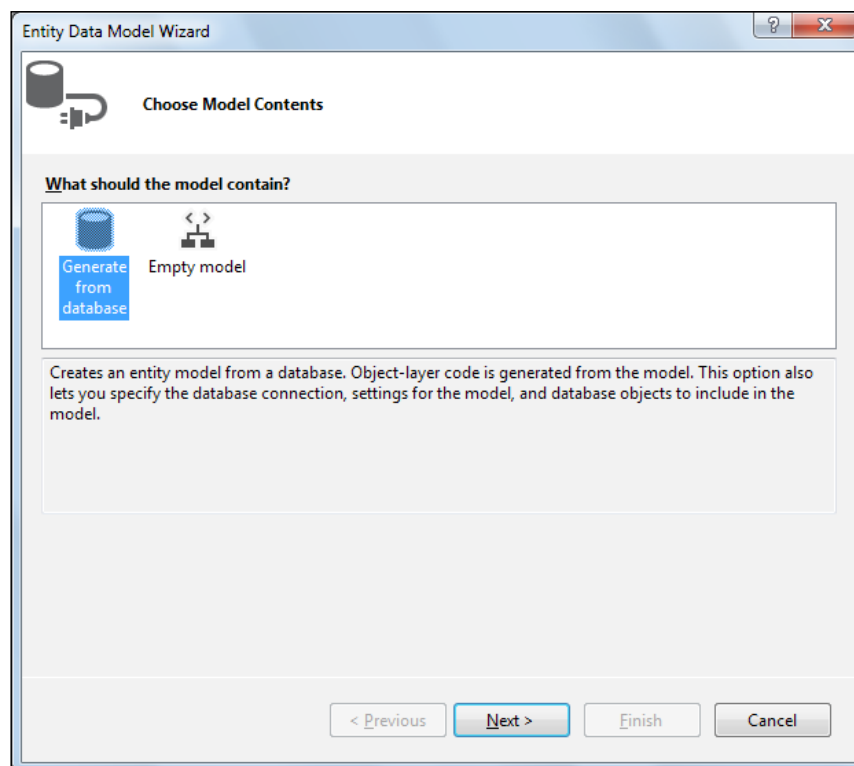 Entity Data Model Wizard
?
Choose Model Contents
What should the model contain?
Generate
from
database
Empty model
Creates an entity model from a database. Object-layer code is generated from the model. This option also
lets you specify the database connection, settings for the model, and database objects to include in the
model.
< Previous
Next >
Finish
Cancel